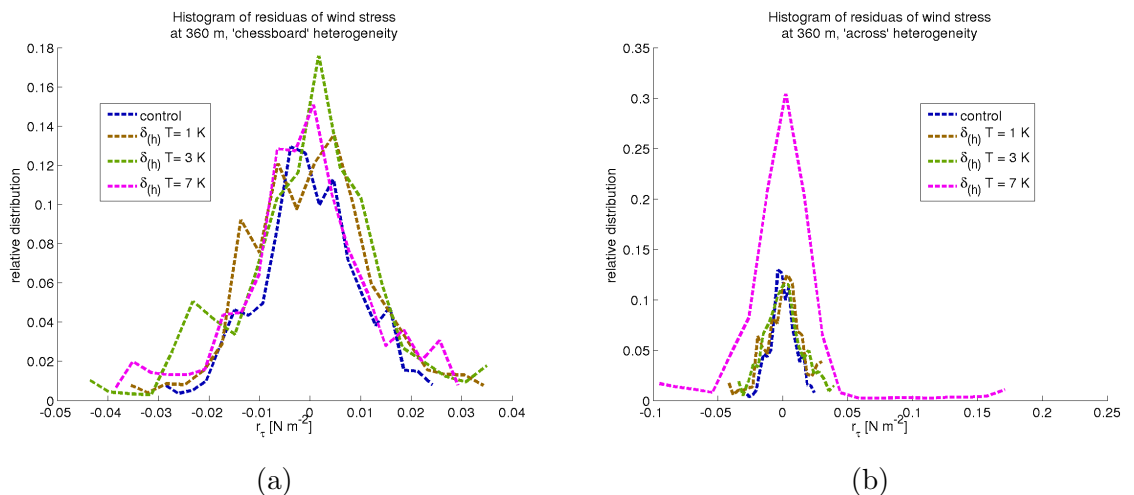 Histogram of residuas of wind stress
at 360 m, 'chessboard' heterogeneity
0.18
0.16
0.14
0.12
0.1
0.08
0.06
0.04
0.02
0
relative distribution
control
δ(h) T= 1 K
δ(h) T= 3 K
δ(h) T= 7 K
-0.05 -0.04 -0.03 -0.02 -0.01 0 0.01 0.02 0.03 0.04
rτ [N m-2]
(a)
Histogram of residuas of wind stress
at 360 m, 'across' heterogeneity
0.35
0.3
0.25
0.2
0.15
0.1
0.05
0
relative distribution
control
δ(h) T= 1 K
δ(h) T= 3 K
δ(h) T= 7 K
-0.1 -0.05 0 0.05 0.1 0.15 0.2 0.25
rτ [N m-2]
(b)